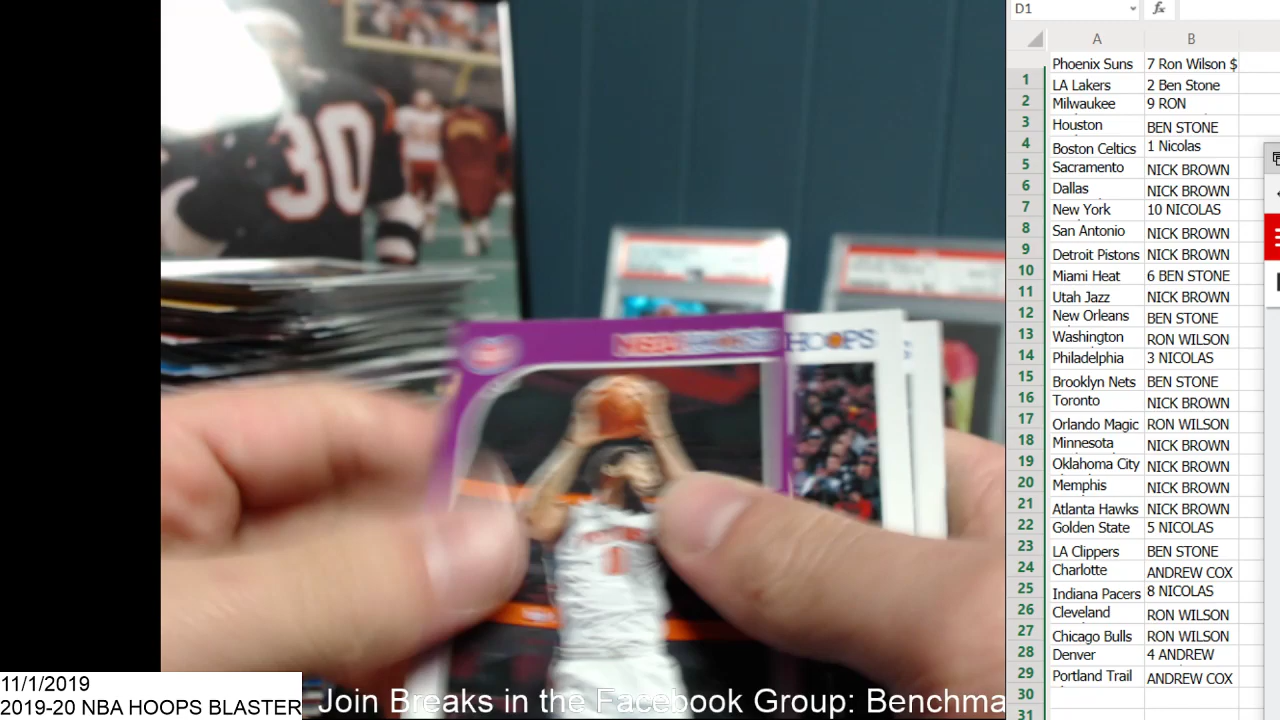 D1
fx
A B
Phoenix Suns 7 Ron Wilson $
1 LA Lakers 2 Ben Stone
2 Milwaukee 9 RON
3 Houston BEN STONE
4 Boston Celtics 1 Nicolas
5 Sacramento NICK BROWN
6 Dallas NICK BROWN
7 New York 10 NICOLAS
8 San Antonio NICK BROWN
9 Detroit Pistons NICK BROWN
10 Miami Heat 6 BEN STONE
11 Utah Jazz NICK BROWN
12 New Orleans BEN STONE
13 Washington RON WILSON
14 Philadelphia 3 NICOLAS
15 Brooklyn Nets BEN STONE
16 Toronto NICK BROWN
17 Orlando Magic RON WILSON
18 Minnesota NICK BROWN
19 Oklahoma City NICK BROWN
20 Memphis NICK BROWN
21 Atlanta Hawks NICK BROWN
22 Golden State 5 NICOLAS
23 LA Clippers BEN STONE
24 Charlotte ANDREW COX
25 Indiana Pacers 8 NICOLAS
26 Cleveland RON WILSON
27 Chicago Bulls RON WILSON
28 Denver 4 ANDREW
29 Portland Trail ANDREW COX
30
31
30
NBA HOOPS
HOOPS
1
11/1/2019
2019-20 NBA HOOPS BLASTER
Join Breaks in the Facebook Group: Benchma